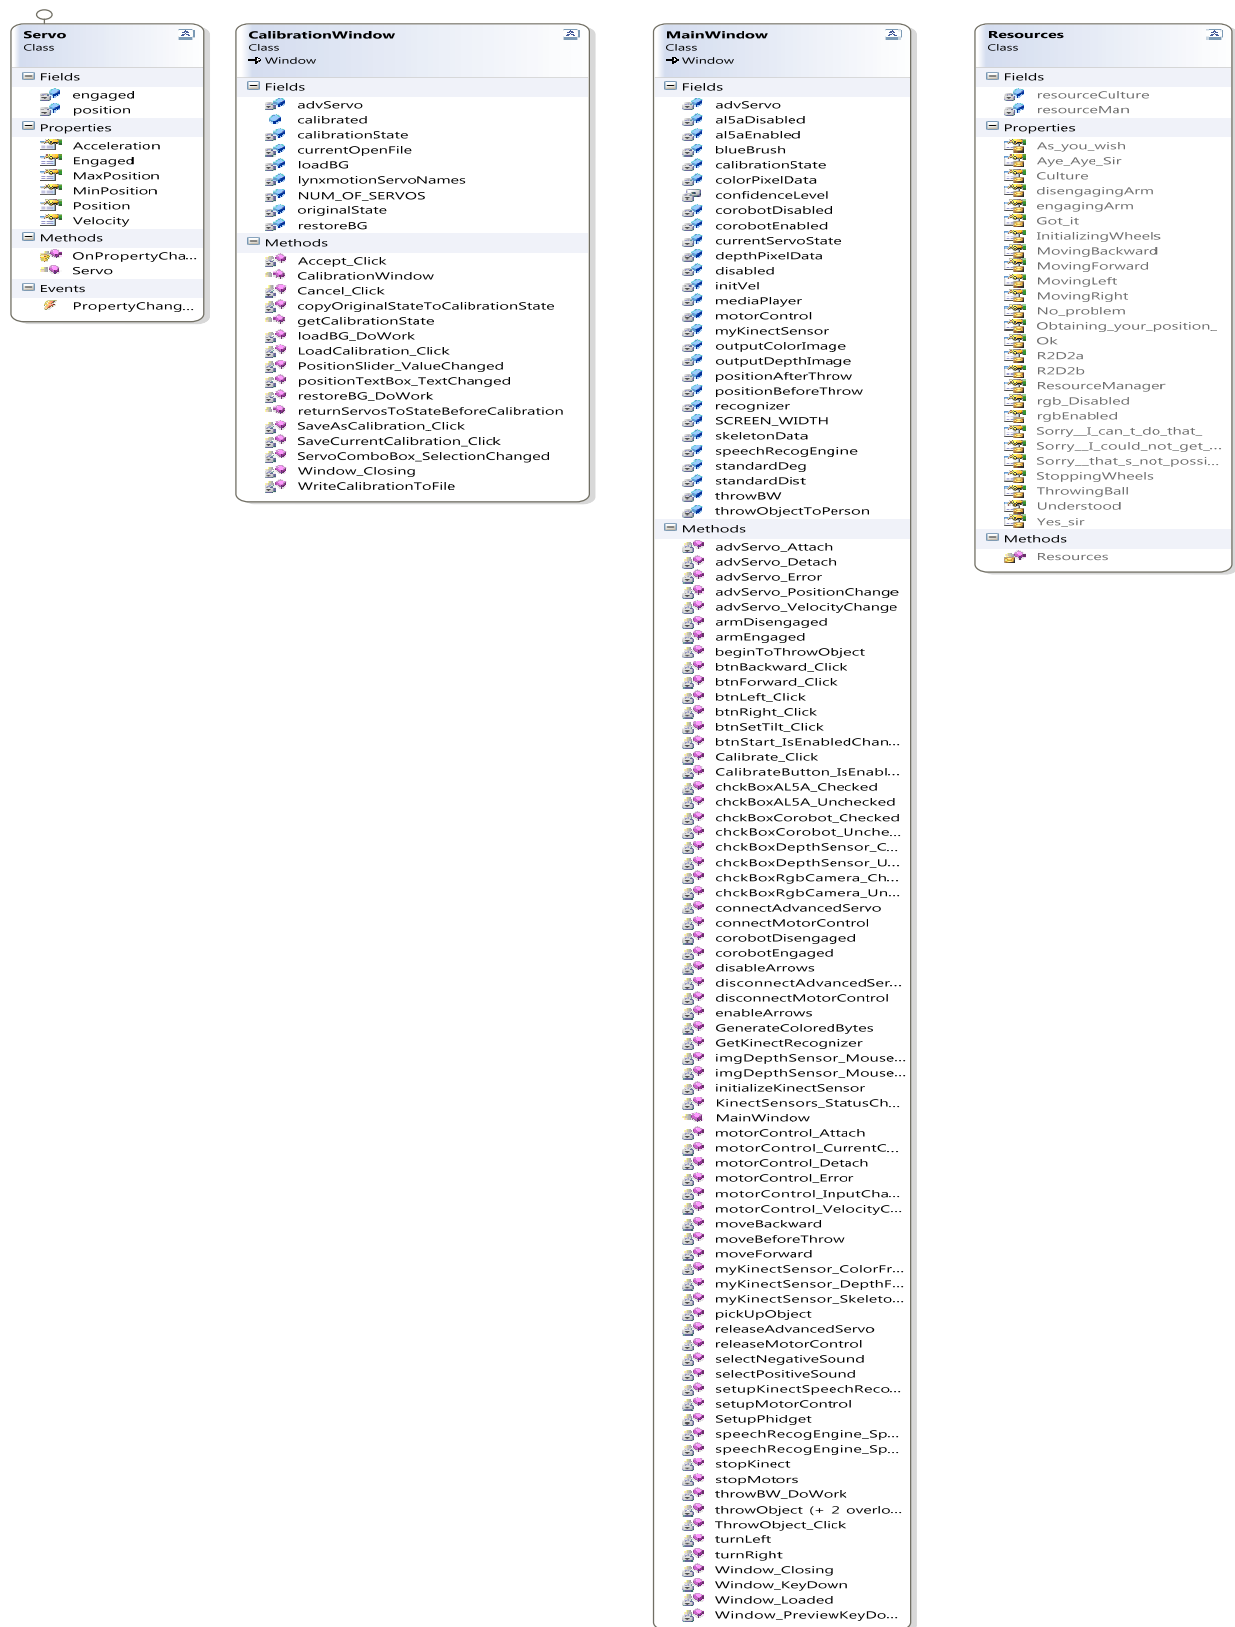 Servo
Class
Fields
engaged
position
Properties
Acceleration
Engaged
MaxPosition
MinPosition
Position
Velocity
Methods
OnPropertyCha...
Servo
Events
PropertyChang...
CalibrationWindow
Class
Window
Fields
advServo
calibrated
calibrationState
currentOpenFile
loadBG
lynxmotionServoNames
NUM_OF_SERVOS
originalState
restoreBG
Methods
Accept_Click
CalibrationWindow
Cancel_Click
copyOriginalStateToCalibrationState
getCalibrationState
loadBG_DoWork
LoadCalibration_Click
PositionSlider_ValueChanged
positionTextBox_TextChanged
restoreBG_DoWork
returnServosToStateBeforeCalibration
SaveAsCalibration_Click
SaveCurrentCalibration_Click
ServoComboBox_SelectionChanged
Window_Closing
WriteCalibrationToFile
MainWindow
Class
Window
Fields
advServo
al5aDisabled
al5aEnabled
blueBrush
calibrationState
colorPixelData
confidenceLevel
corobotDisabled
corobotEnabled
currentServoState
depthPixelData
disabled
initVel
mediaPlayer
motorControl
myKinectSensor
outputColorImage
outputDepthImage
positionAfterThrow
positionBeforeThrow
recognizer
SCREEN_WIDTH
skeletonData
speechRecogEngine
standardDeg
standardDist
throwBW
throwObjectToPerson
Methods
advServo_Attach
advServo_Detach
advServo_Error
advServo_PositionChange
advServo_VelocityChange
armDisengaged
armEngaged
beginToThrowObject
btnBackward_Click
btnForward_Click
btnLeft_Click
btnRight_Click
btnSetTilt_Click
btnStart_IsEnabledChan...
Calibrate_Click
CalibrateButton_IsEnabl...
chckBoxAL5A_Checked
chckBoxAL5A_Unchecked
chckBoxCorobot_Checked
chckBoxCorobot_Unche...
chckBoxDepthSensor_C...
chckBoxDepthSensor_U...
chckBoxRgbCamera_Ch...
chckBoxRgbCamera_Un...
connectAdvancedServo
connectMotorControl
corobotDisengaged
corobotEngaged
disableArrows
disconnectAdvancedSer...
disconnectMotorControl
enableArrows
GenerateColoredBytes
GetKinectRecognizer
imgDepthSensor_Mouse...
imgDepthSensor_Mouse...
initializeKinectSensor
KinectSensors_StatusCh...
MainWindow
motorControl_Attach
motorControl_CurrentC...
motorControl_Detach
motorControl_Error
motorControl_InputCha...
motorControl_VelocityC...
moveBackward
moveBeforeThrow
moveForward
myKinectSensor_ColorFr...
myKinectSensor_DepthF...
myKinectSensor_Skeleto...
pickUpObject
releaseAdvancedServo
releaseMotorControl
selectNegativeSound
selectPositiveSound
setupKinectSpeechReco...
setupMotorControl
SetupPhidget
speechRecogEngine_Sp...
speechRecogEngine_Sp...
stopKinect
stopMotors
throwBW_DoWork
throwObject (+ 2 overlo...
ThrowObject_Click
turnLeft
turnRight
Window_Closing
Window_KeyDown
Window_Loaded
Window_PreviewKeyDo...
Resources
Class
Fields
resourceCulture
resourceMan
Properties
As_you_wish
Aye_Aye_Sir
Culture
disengagingArm
engagingArm
Got_it
InitializingWheels
MovingBackward
MovingForward
MovingLeft
MovingRight
No_problem
Obtaining_your_position_
Ok
R2D2a
R2D2b
ResourceManager
rgb_Disabled
rgbEnabled
Sorry__I_can_t_do_that_
Sorry__I_could_not_get_...
Sorry__that_s_not_possi...
StoppingWheels
ThrowingBall
Understood
Yes_sir
Methods
Resources